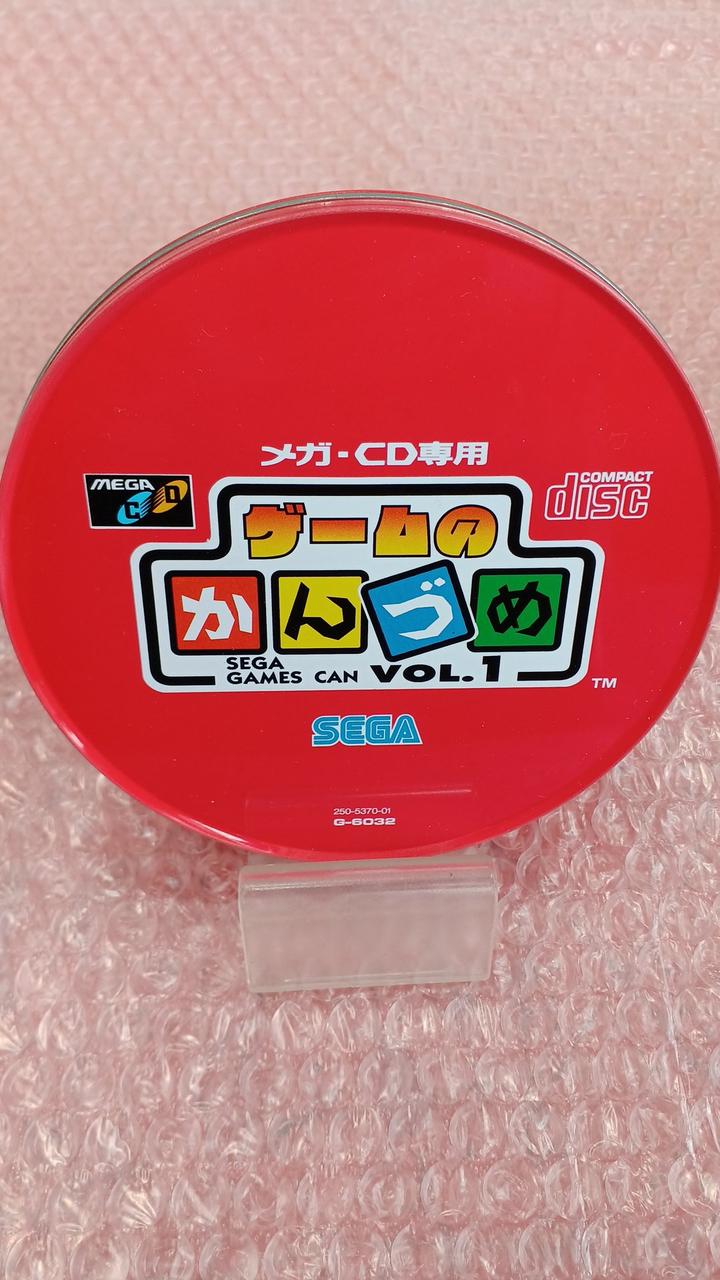 メガ-CD専用
MEGA CD
COMPACT disc
ゲームの
かんづめ
SEGA GAMES CAN VOL.1
TM
SEGA
250-5370-01
G-6032